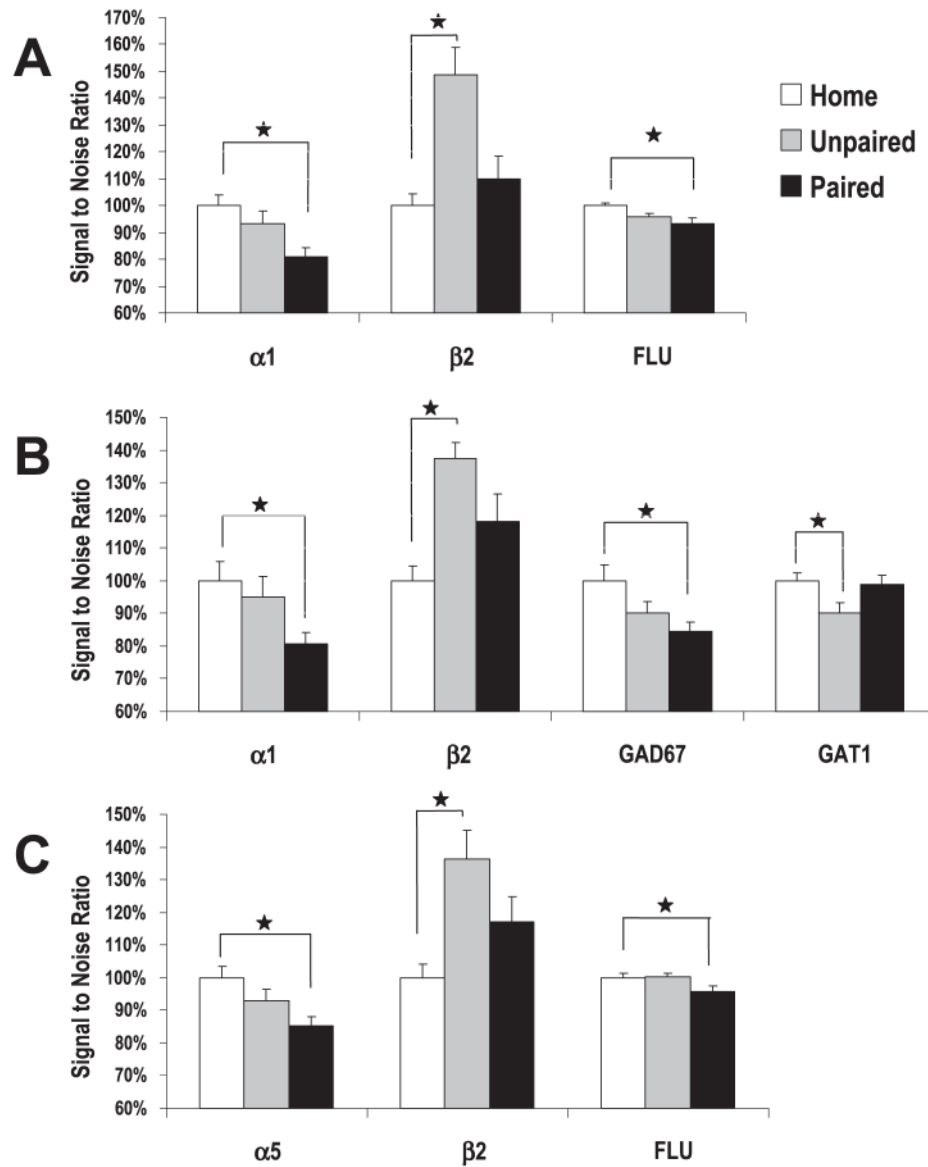 A
Signal to Noise Ratio
170%
160%
150%
140%
130%
120%
110%
100%
90%
80%
70%
60%
★
★
★
α1
β2
FLU
Home
Unpaired
Paired
B
Signal to Noise Ratio
150%
140%
130%
120%
110%
100%
90%
80%
70%
60%
★
★
★
★
α1
β2
GAD67
GAT1
C
Signal to Noise Ratio
150%
140%
130%
120%
110%
100%
90%
80%
70%
60%
★
★
★
α5
β2
FLU